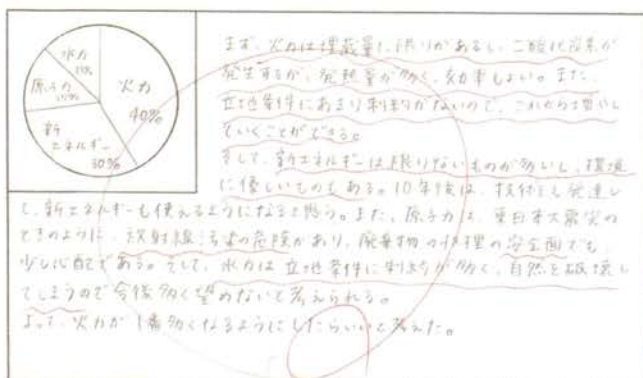 水力
15%
原子力
15%
新
エネルギー
30%
火力
40%
まず、火力は埋蔵量に限りがあるし、二酸化炭素が
発生するが、発熱量が多く、効率もよい。また、
立地条件にあまり制約がないので、これからも増やし
ていくことができる。
そして、新エネルギーは限りないものが多いし、環境
に優しいものもある。10年後は、技術も発達し
て、新エネルギーも使えるようになると思う。また、原子力は、東日本大震災の
ときのように、放射線汚染の危険があり、廃棄物の処理の安全面でも
少し心配である。そして、水力は立地条件に制約が多く、自然を破壊し
てしまうので今後多く望めないと考えられる。
よって、火力が1番多くなるようにしたらいいと考えた。